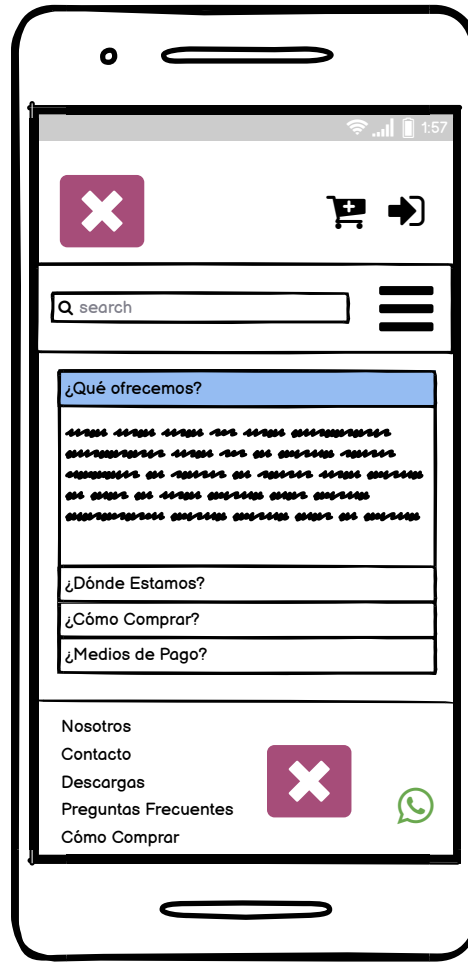 1:57
search
¿Qué ofrecemos?
¿Dónde Estamos?
¿Cómo Comprar?
¿Medios de Pago?
Nosotros
Contacto
Descargas
Preguntas Frecuentes
Cómo Comprar